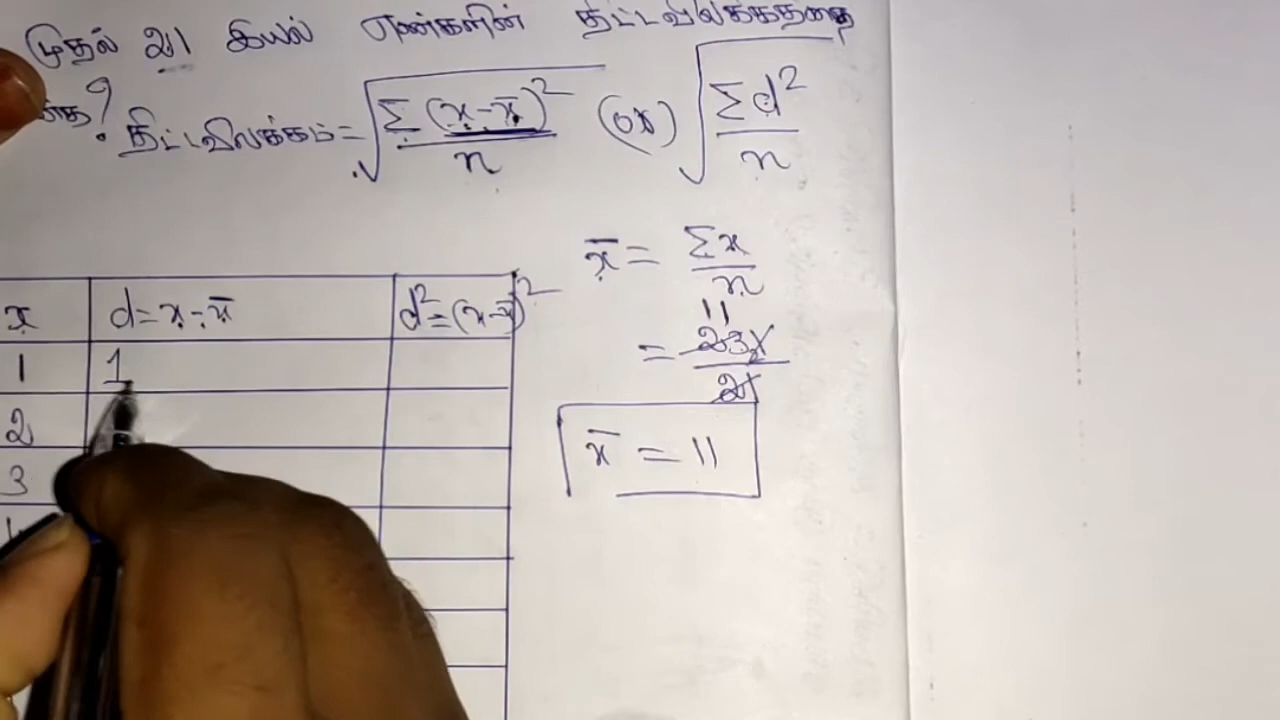 முதல் 21 இயல் எண்களின் திட்டவிலக்கத்தை
திட்டவிலக்கம் = √(Σ(x-x̄)²/n) (or) √(Σd²/n)
x̄ = Σx/n
= 231/21
11
x̄ = 11
x d=x-x̄ d²=(x-x̄)²
1 1
2
3